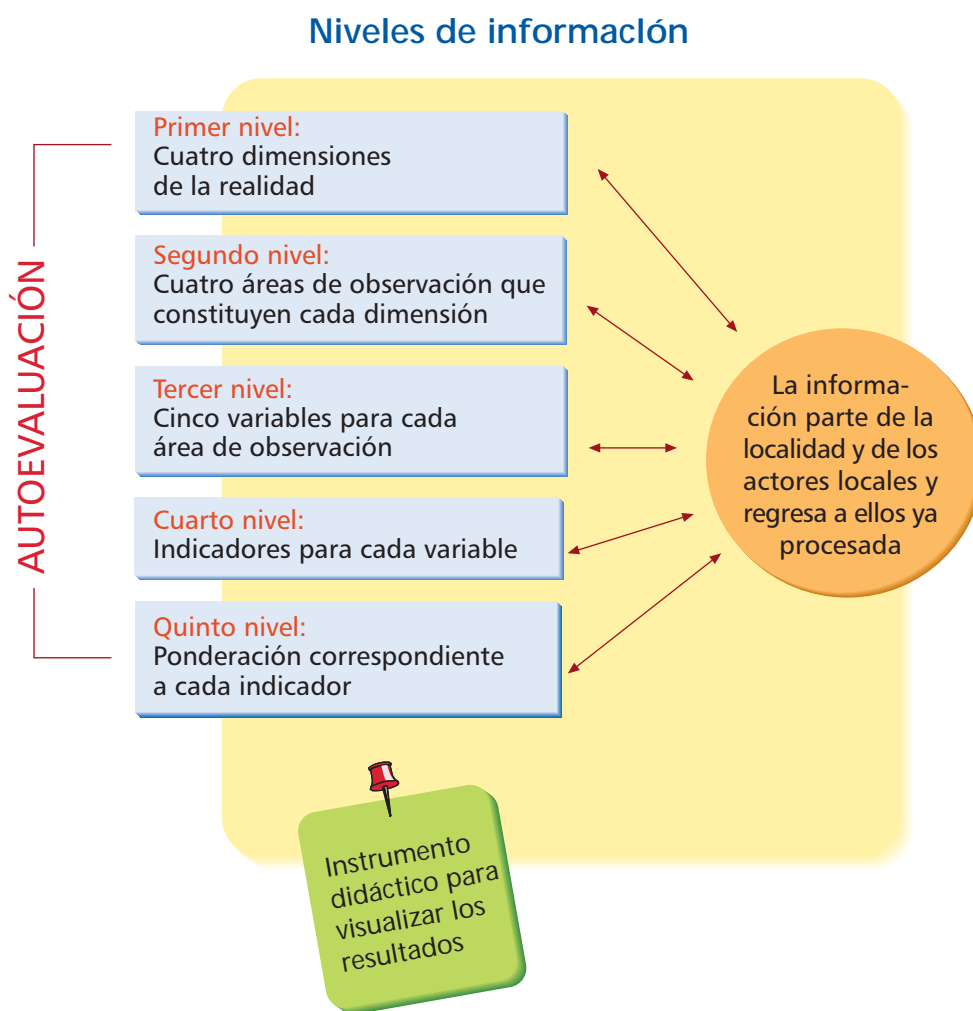 Niveles de información
AUTOEVALUACIÓN
Primer nivel:
Cuatro dimensiones
de la realidad
Segundo nivel:
Cuatro áreas de observación que
constituyen cada dimensión
Tercer nivel:
Cinco variables para cada
área de observación
Cuarto nivel:
Indicadores para cada variable
Quinto nivel:
Ponderación correspondiente
a cada indicador
La informa-
ción parte de la
localidad y de los
actores locales y
regresa a ellos ya
procesada
Instrumento
didáctico para
visualizar los
resultados